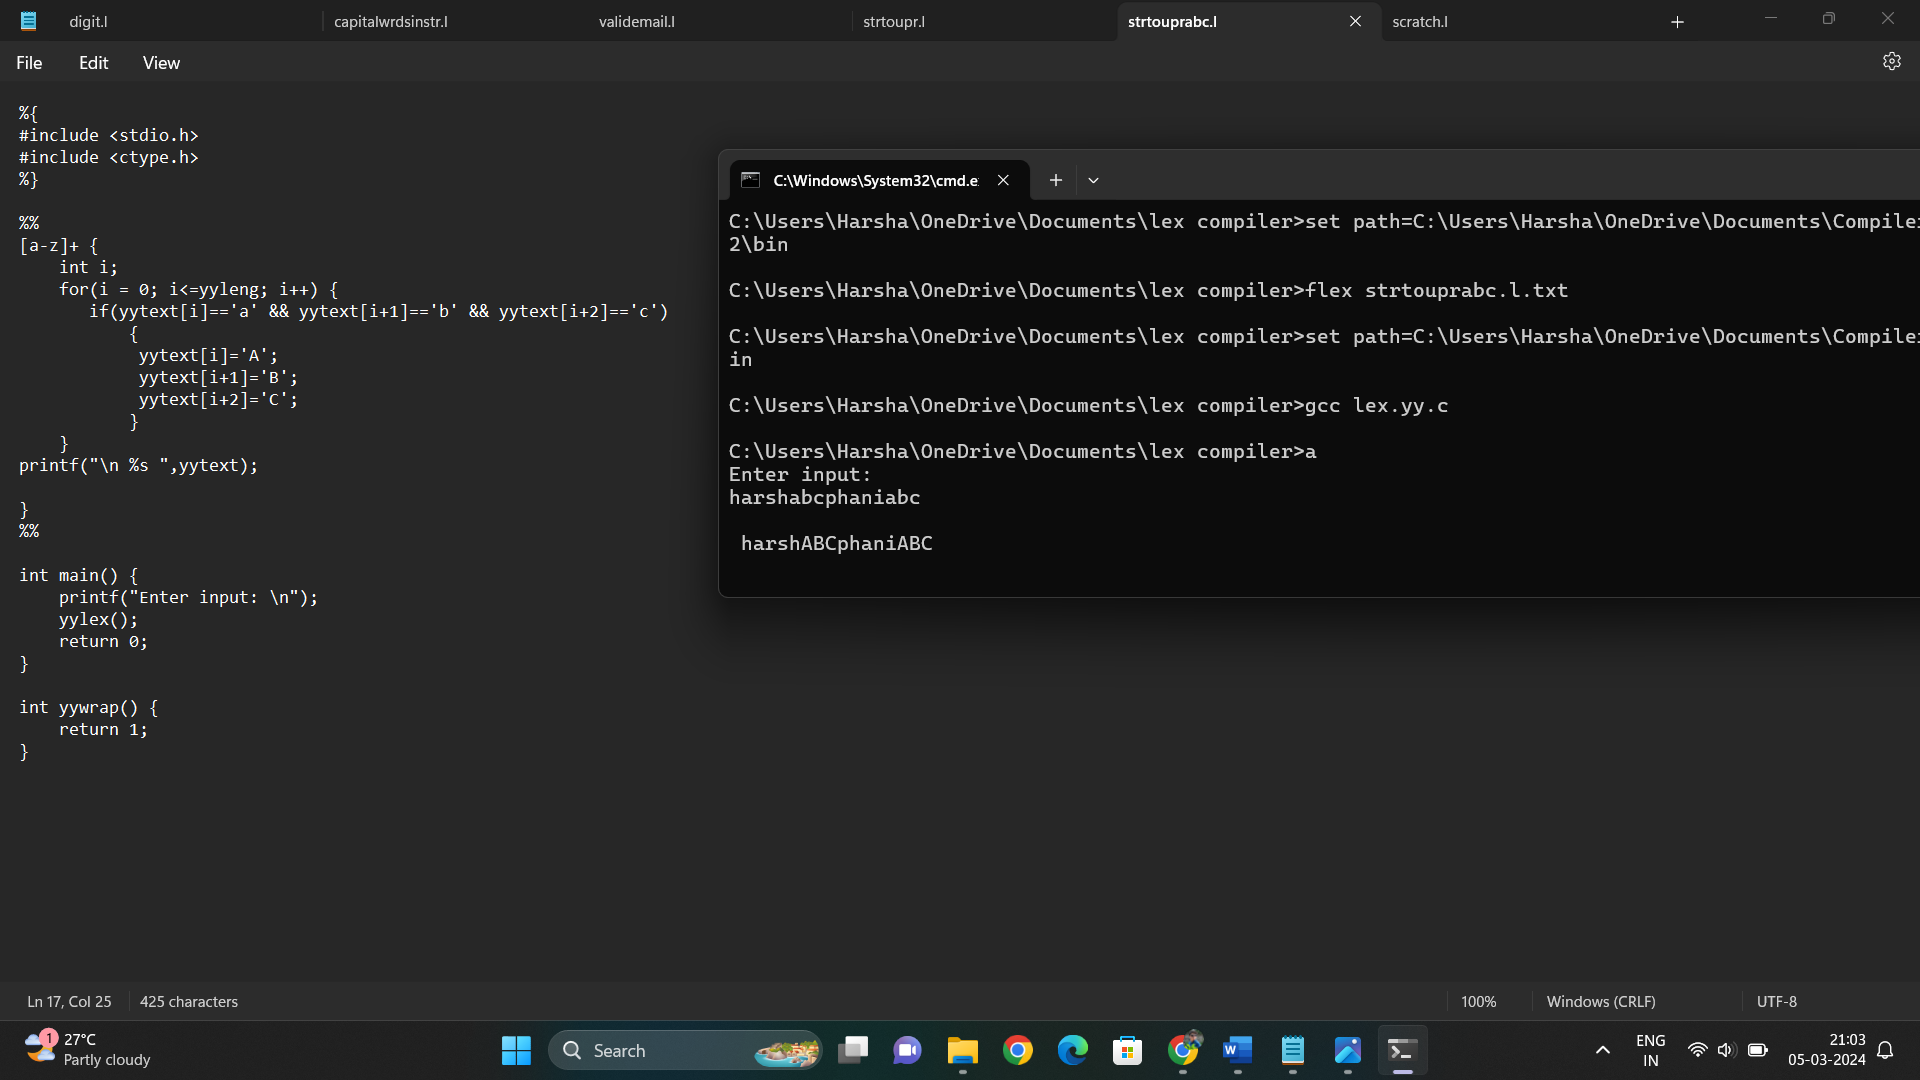 digit.l
capitalwrdsinstr.l
validemail.l
strtoupr.l
strtouprabc.l
scratch.l
File Edit View
%{
#include <stdio.h>
#include <ctype.h>
%}
%%
[a-z]+ {
int i;
for(i = 0; i<=yyleng; i++) {
if(yytext[i]=='a' && yytext[i+1]=='b' && yytext[i+2]=='c')
{
yytext[i]='A';
yytext[i+1]='B';
yytext[i+2]='C';
}
}
printf("\n %s ",yytext);
}
%%
int main() {
printf("Enter input: \n");
yylex();
return 0;
}
int yywrap() {
return 1;
}
C:\Windows\System32\cmd.e
C:\Users\Harsha\OneDrive\Documents\lex compiler>set path=C:\Users\Harsha\OneDrive\Documents\Compiler
2\bin
C:\Users\Harsha\OneDrive\Documents\lex compiler>flex strtouprabc.l.txt
C:\Users\Harsha\OneDrive\Documents\lex compiler>set path=C:\Users\Harsha\OneDrive\Documents\Compiler
in
C:\Users\Harsha\OneDrive\Documents\lex compiler>gcc lex.yy.c
C:\Users\Harsha\OneDrive\Documents\lex compiler>a
Enter input:
harshabcphaniabc
harshABCphaniABC
Ln 17, Col 25
425 characters
100%
Windows (CRLF)
UTF-8
1
27°C
Partly cloudy
Search
W
ENG
IN
21:03
05-03-2024